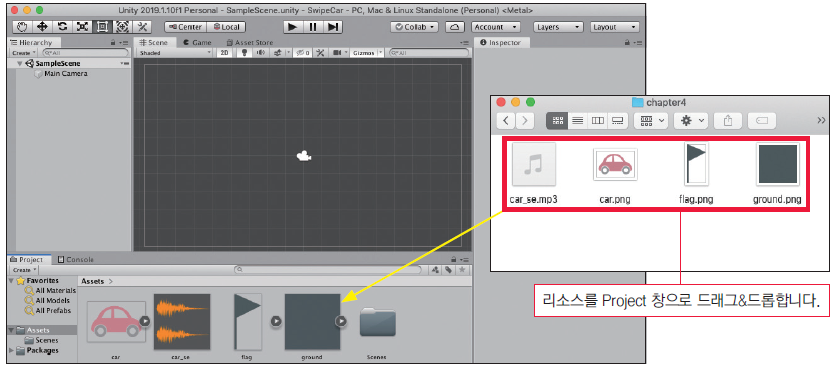 Unity 2019.1.10f1 Personal - SampleScene.unity - SwipeCar - PC, Mac & Linux Standalone (Personal) <Metal>
Center Local Collab Account Layers Layout
Hierarchy
Create All
SampleScene
Main Camera
Scene Game Asset Store
Shaded 2D 0 Gizmos All
Inspector
chapter4
car_se.mp3 car.png flag.png ground.png
리소스를 Project 창으로 드래그&드롭합니다.
Project Console
Create
Favorites
All Materials
All Models
All Prefabs
Assets
Scenes
Packages
Assets >
car car_se flag ground Scenes